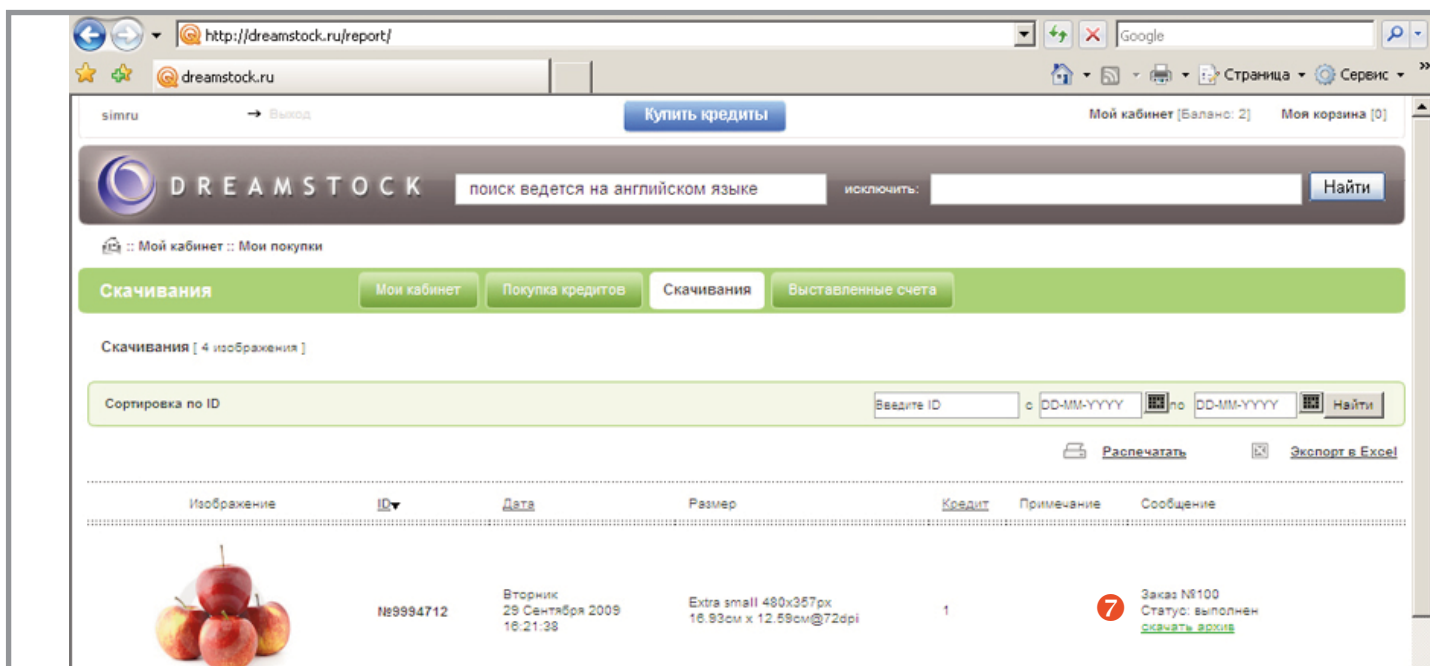 http://dreamstock.ru/report/
Google
dreamstock.ru
Страница
Сервис
»
simru → Выход Купить кредиты Мой кабинет [Баланс: 2] Моя корзина [0]
DREAMSTOCK поиск ведется на английском языке исключить: Найти
:: Мой кабинет :: Мои покупки
Скачивания Мой кабинет Покупка кредитов Скачивания Выставленные счета
Скачивания [ 4 изображения ]
Сортировка по ID Введите ID с DD-MM-YYYY по DD-MM-YYYY Найти
Распечатать Экспорт в Excel
Изображение ID▼ Дата Размер Кредит Примечание Сообщение
№9994712
Вторник
29 Сентября 2009
16:21:38
Extra small 480x357px
16.93см x 12.59см@72dpi
1
7
Заказ №100
Статус: выполнен
скачать архив